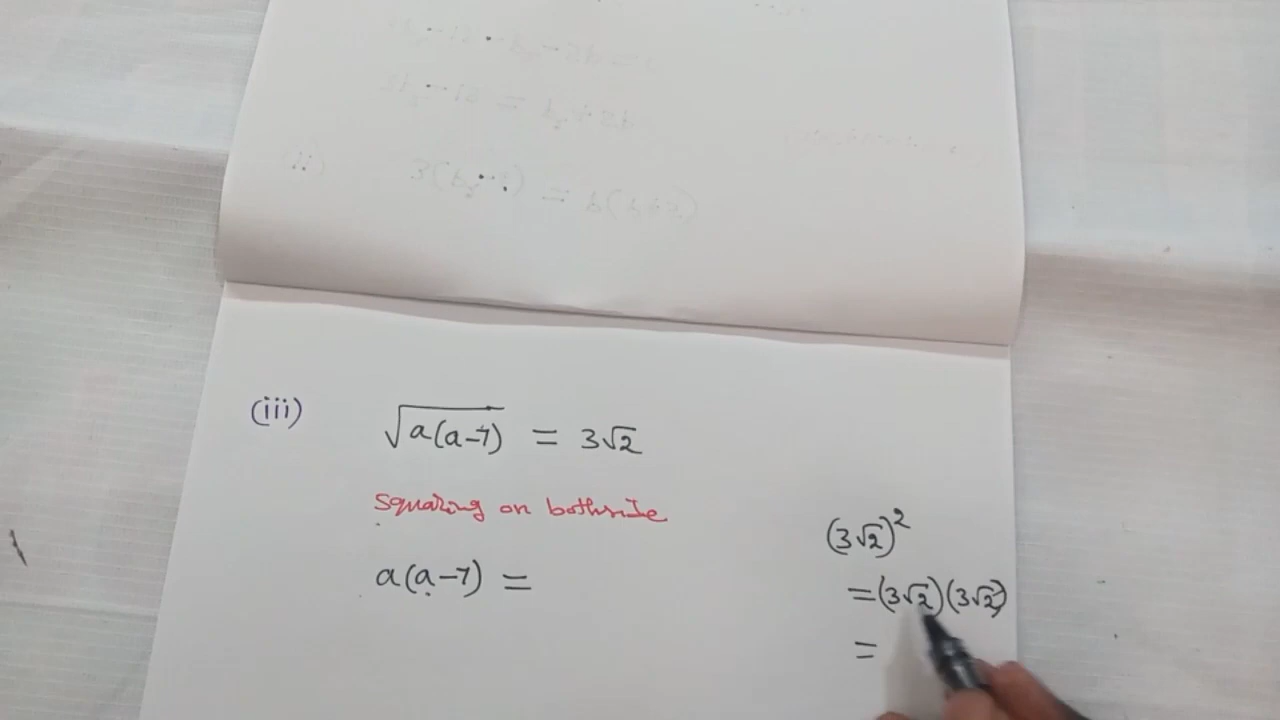 (iii) √a(a-7) = 3√2
Squaring on bothside
a(a-7) =
(3√2)²
= (3√2)(3√2)
=